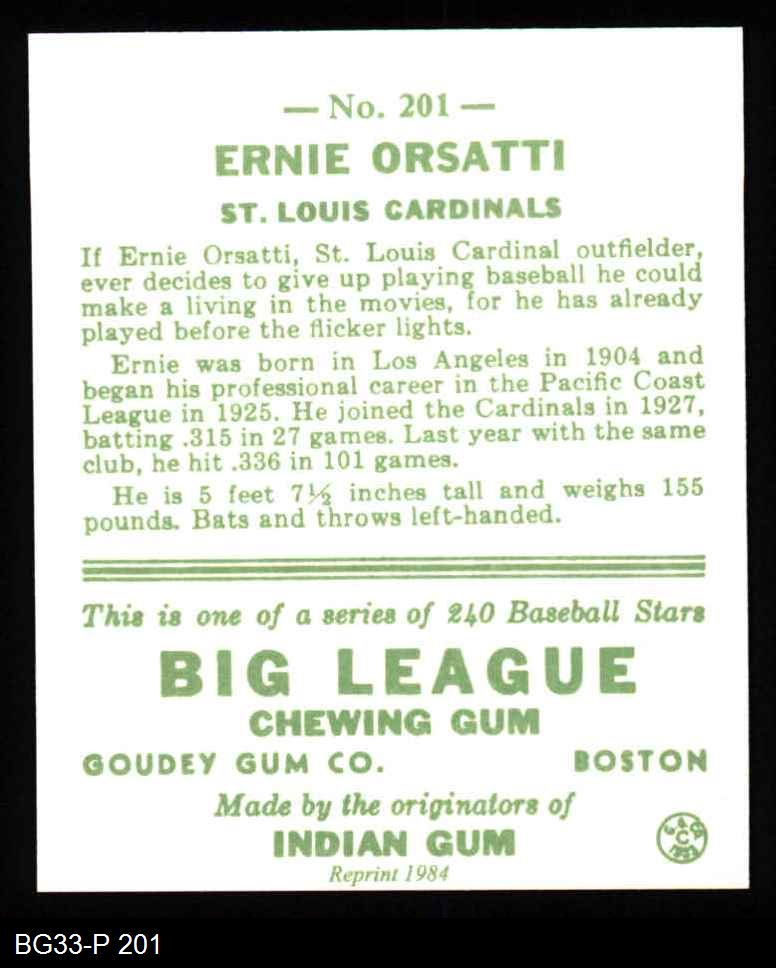 — No. 201 —
ERNIE ORSATTI
ST. LOUIS CARDINALS
If Ernie Orsatti, St. Louis Cardinal outfielder,
ever decides to give up playing baseball he could
make a living in the movies, for he has already
played before the flicker lights.
Ernie was born in Los Angeles in 1904 and
began his professional career in the Pacific Coast
League in 1925. He joined the Cardinals in 1927,
batting .315 in 27 games. Last year with the same
club, he hit .336 in 101 games.
He is 5 feet 7½ inches tall and weighs 155
pounds. Bats and throws left-handed.
This is one of a series of 240 Baseball Stars
BIG LEAGUE
CHEWING GUM
GOUDEY GUM CO. BOSTON
Made by the originators of
INDIAN GUM
Reprint 1984
BG33-P 201